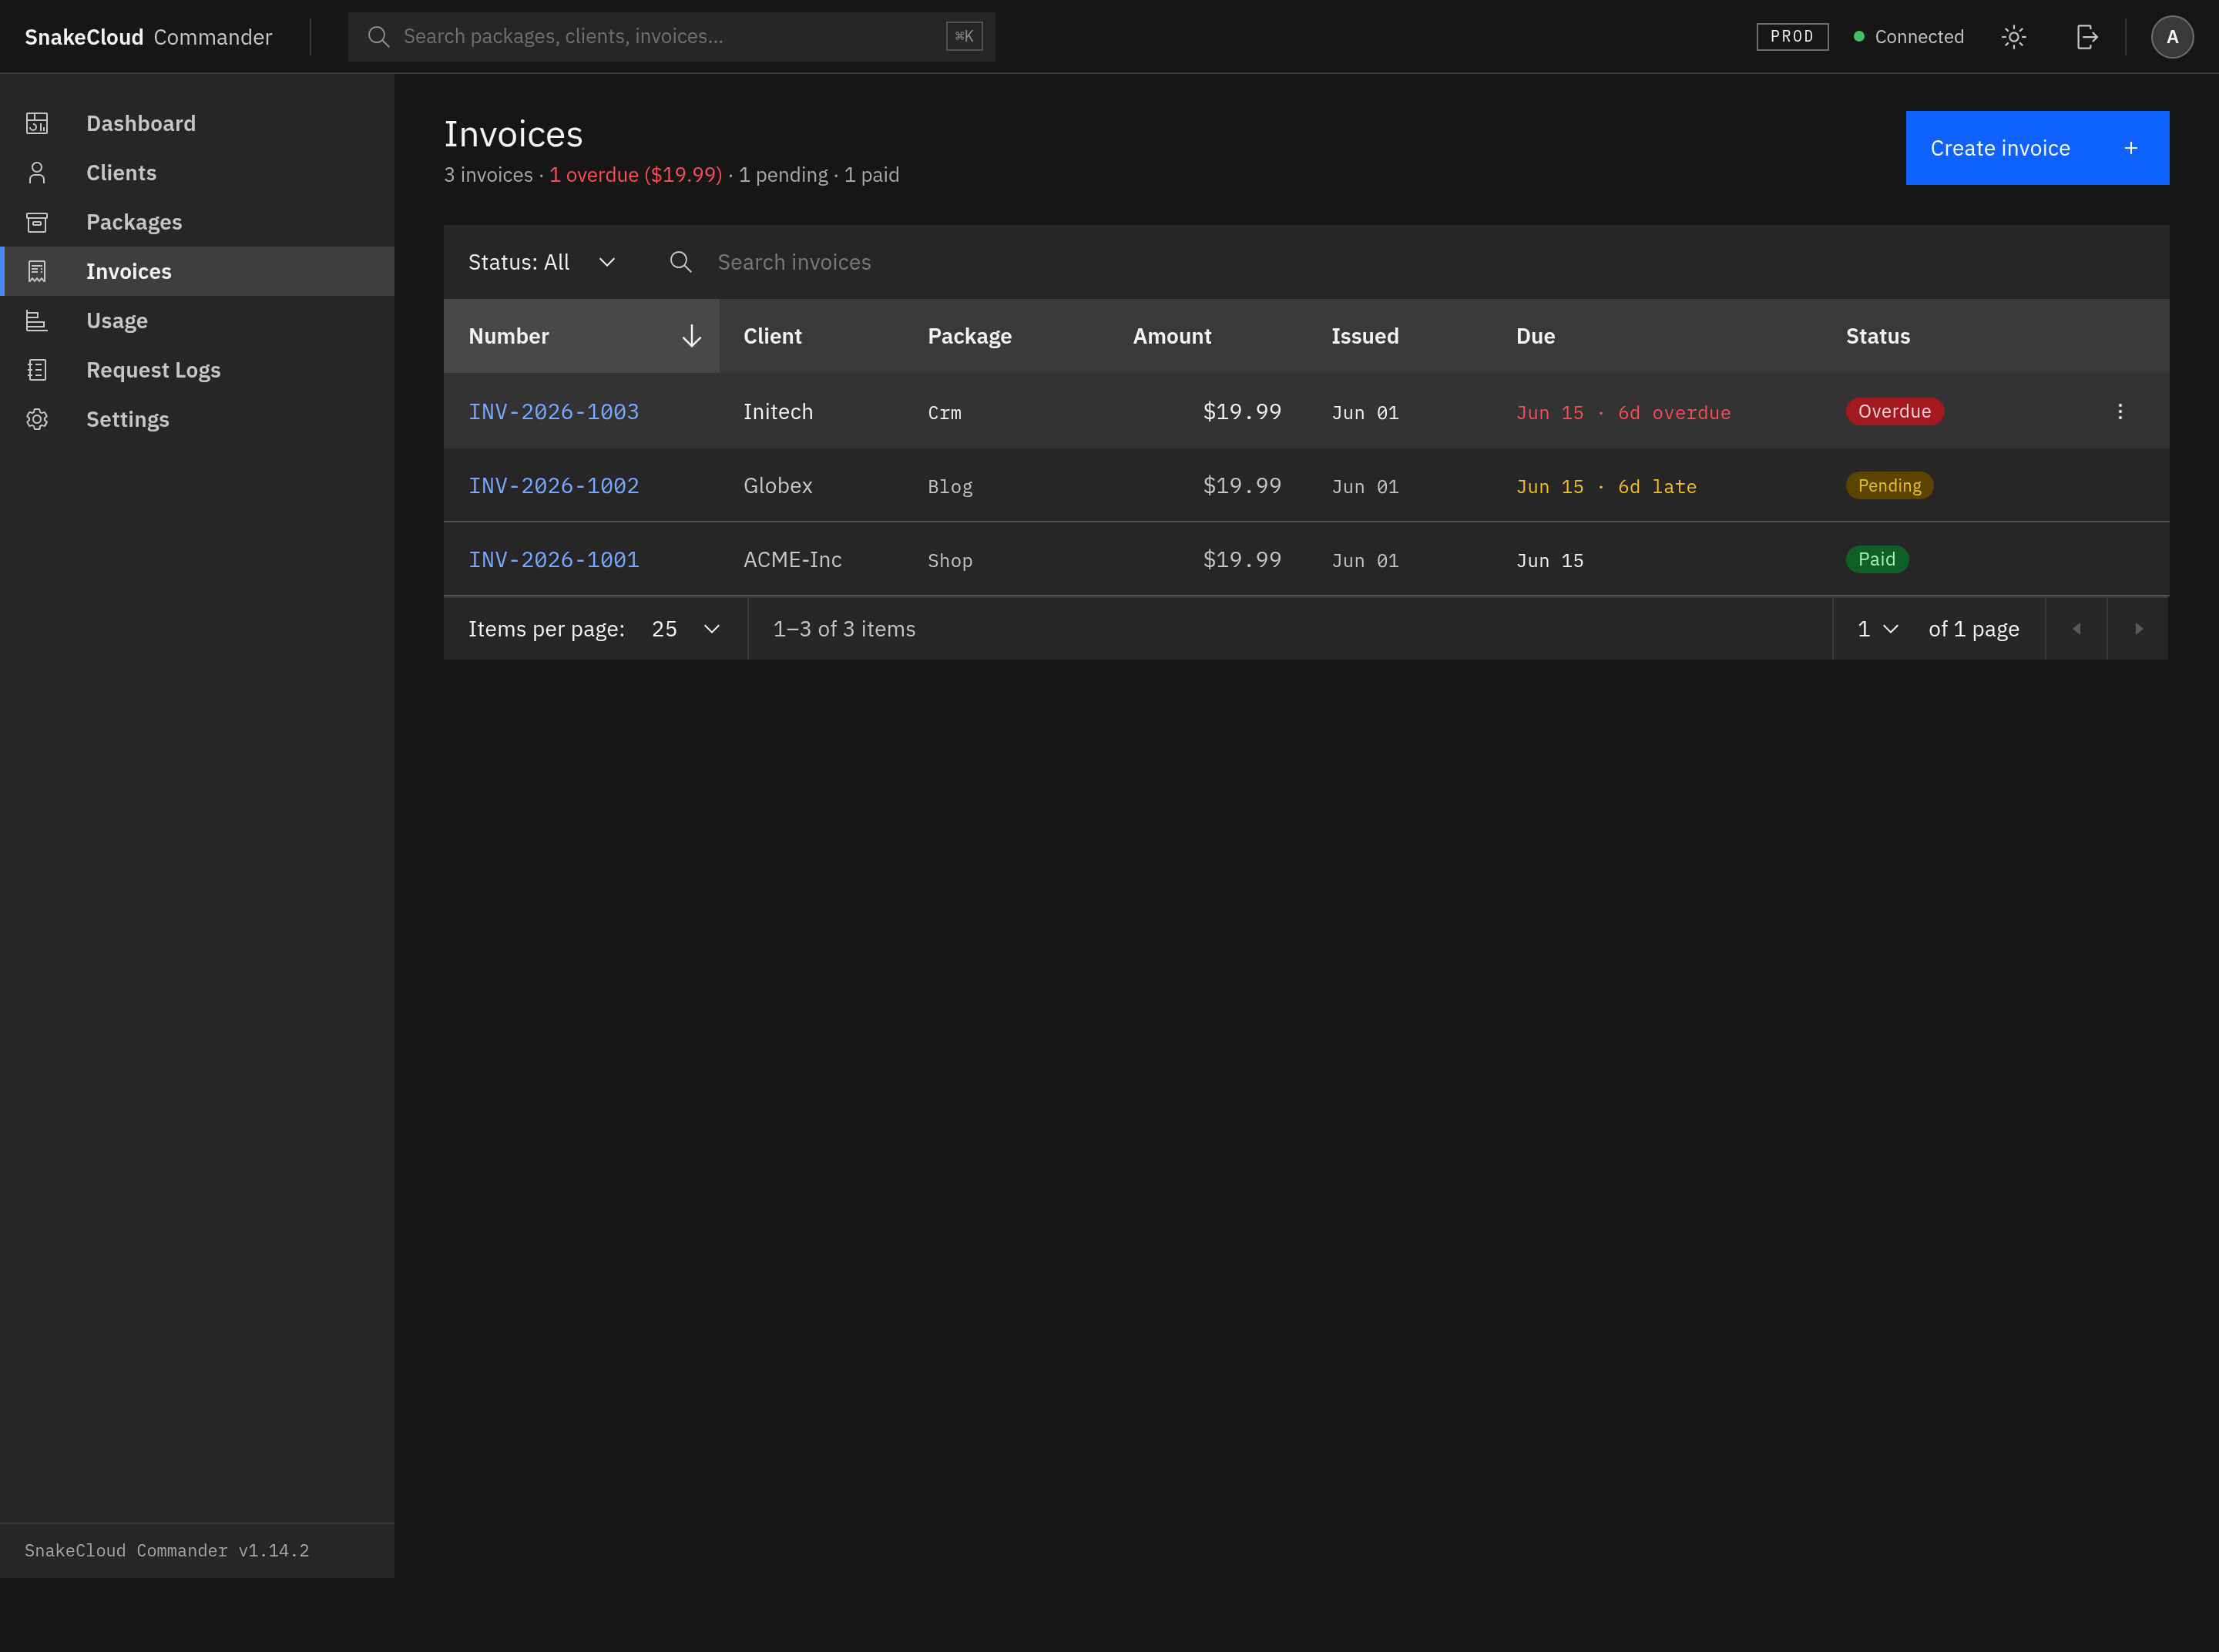 SnakeCloud Commander
Search packages, clients, invoices...
⌘K
PROD
Connected
A
Dashboard
Clients
Packages
Invoices
Usage
Request Logs
Settings
SnakeCloud Commander v1.14.2
Invoices
3 invoices · 1 overdue ($19.99) · 1 pending · 1 paid
Create invoice +
Status: All
Search invoices
Number Client Package Amount Issued Due Status
INV-2026-1003 Initech Crm $19.99 Jun 01 Jun 15 · 6d overdue Overdue
INV-2026-1002 Globex Blog $19.99 Jun 01 Jun 15 · 6d late Pending
INV-2026-1001 ACME-Inc Shop $19.99 Jun 01 Jun 15 Paid
Items per page: 25 1–3 of 3 items 1 of 1 page